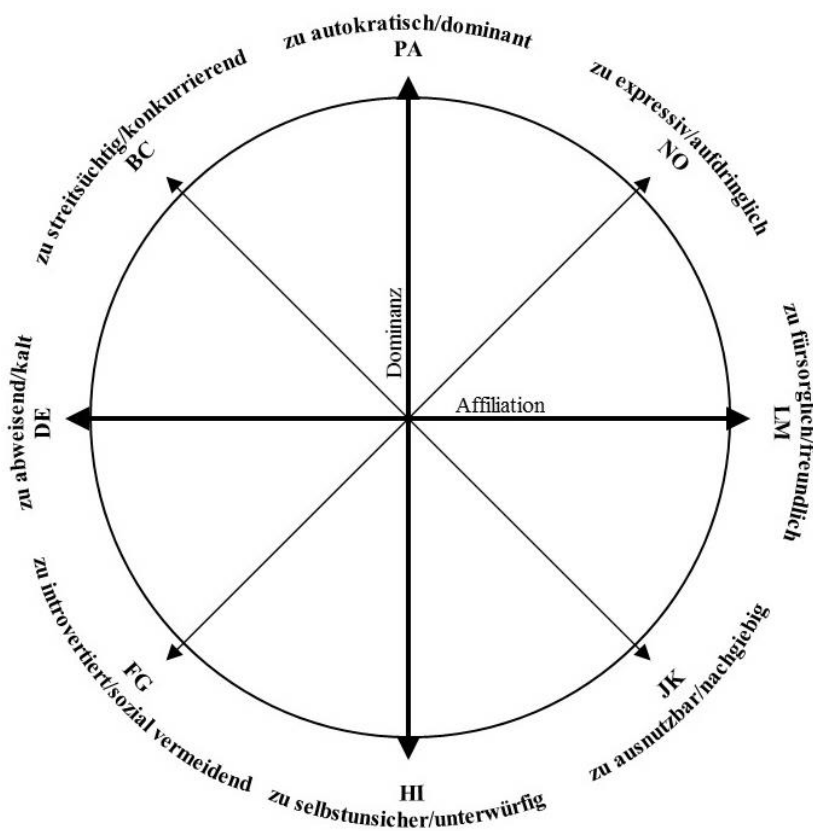 zu autokratisch/dominant
PA
zu expressiv/aufdringlich
NO
zu fürsorglich/freundlich
LM
zu ausnutzbar/nachgiebig
JK
zu selbstunsicher/unterwürfig
HI
zu introvertiert/sozial vermeidend
FG
zu abweisend/kalt
DE
zu streitsüchtig/konkurrierend
BC
Dominanz
Affiliation